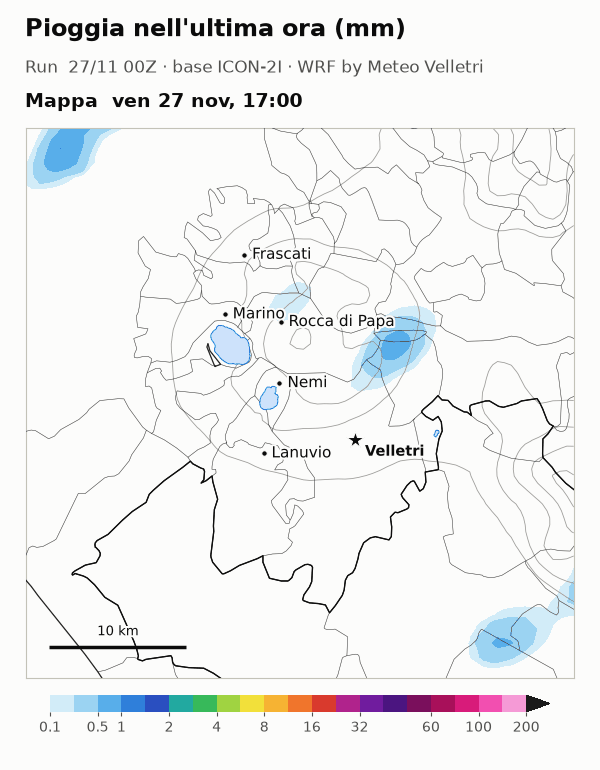 Pioggia nell'ultima ora (mm)
Run  27/11 00Z · base ICON-2I · WRF by Meteo Velletri
Mappa  ven 27 nov, 17:00
Frascati
Marino
Rocca di Papa
Nemi
Velletri
Lanuvio
10 km
0.1 0.5 1 2 4 8 16 32 60 100 200